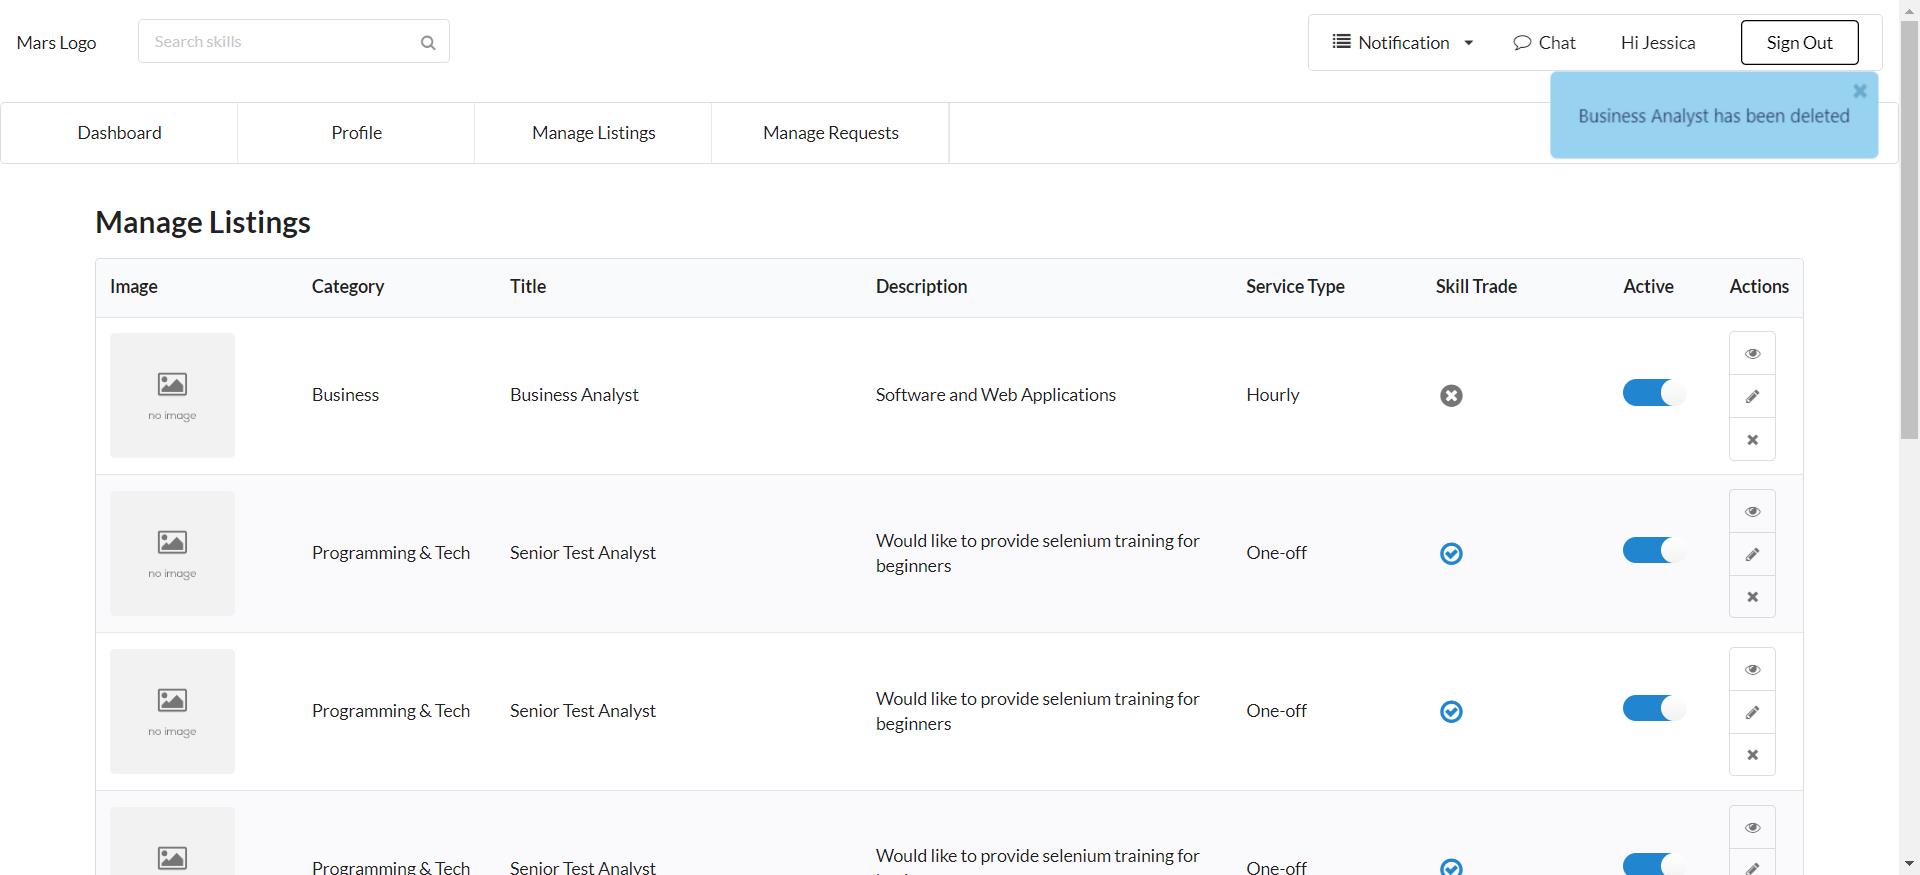 Mars Logo
Search skills
Notification
Chat
Hi Jessica
Sign Out
Business Analyst has been deleted
Dashboard
Profile
Manage Listings
Manage Requests
Manage Listings
Image Category Title Description Service Type Skill Trade Active Actions
no image
Business Business Analyst Software and Web Applications Hourly
no image
Programming & Tech Senior Test Analyst
Would like to provide selenium training for
beginners
One-off
no image
Programming & Tech Senior Test Analyst
Would like to provide selenium training for
beginners
One-off
Programming & Tech Senior Test Analyst
Would like to provide selenium training for
One-off